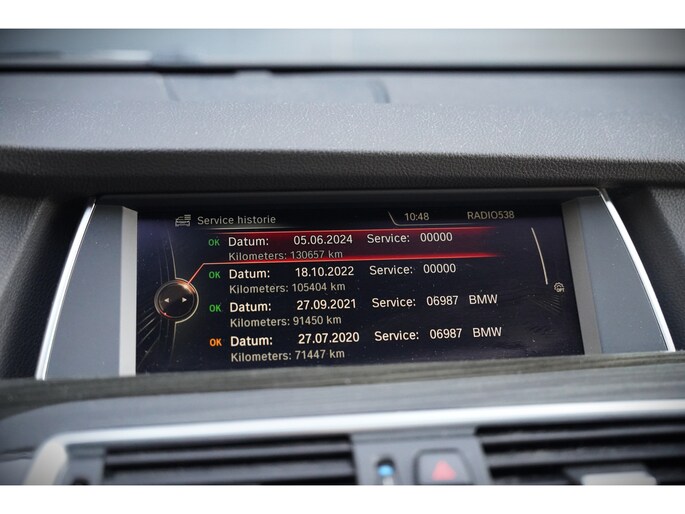 Service historie 10:48 RADIO538
OK Datum: 05.06.2024 Service: 00000
Kilometers: 130657 km
OK Datum: 18.10.2022 Service: 00000
Kilometers: 105404 km
OK Datum: 27.09.2021 Service: 06987 BMW
Kilometers: 91450 km
OK Datum: 27.07.2020 Service: 06987 BMW
Kilometers: 71447 km